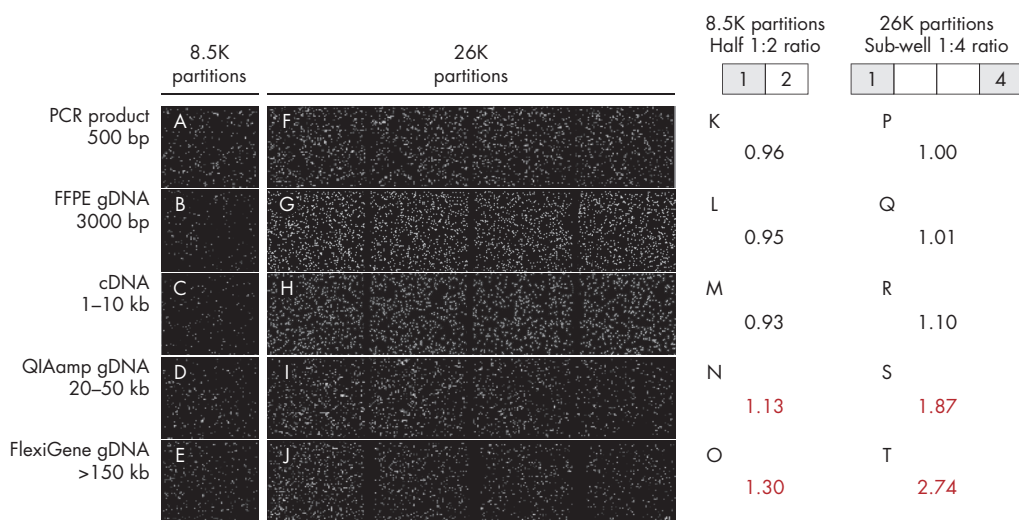 8.5K
partitions
26K
partitions
8.5K partitions
Half 1:2 ratio
26K partitions
Sub-well 1:4 ratio
1 2
1 4
PCR product
500 bp
A F K P
0.96 1.00
FFPE gDNA
3000 bp
B G L Q
0.95 1.01
cDNA
1–10 kb
C H M R
0.93 1.10
QIAamp gDNA
20–50 kb
D I N S
1.13 1.87
FlexiGene gDNA
>150 kb
E J O T
1.30 2.74